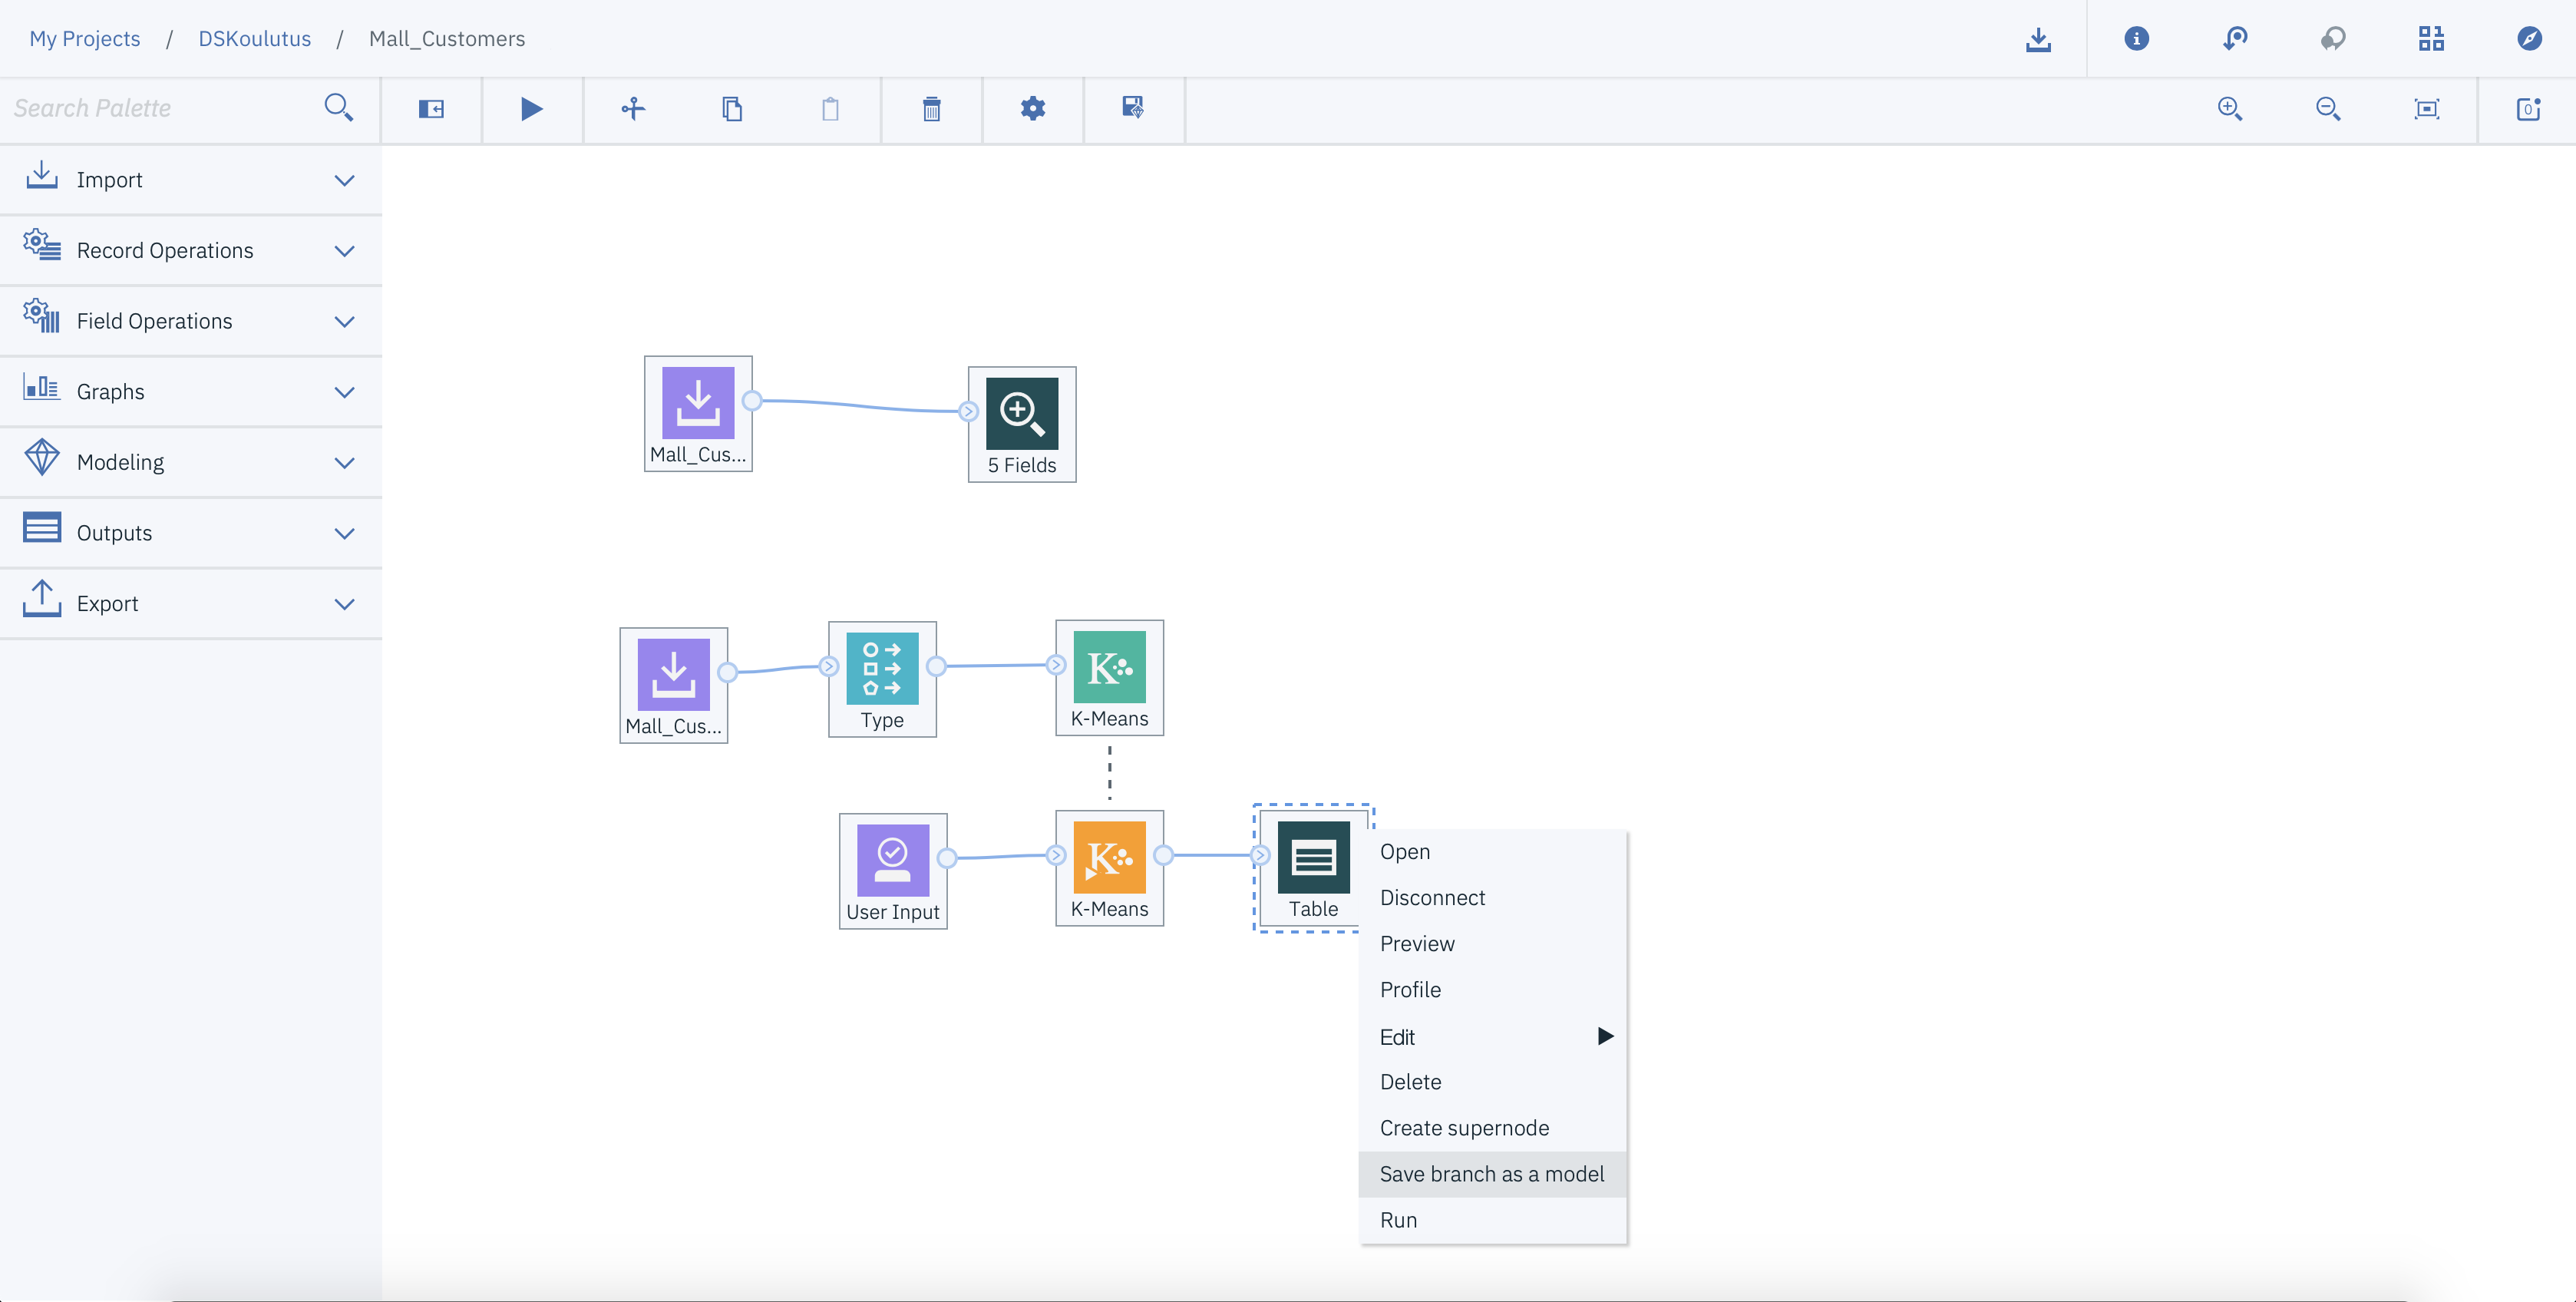 My Projects / DSKoulutus / Mall_Customers
Search Palette
0
Import
Record Operations
Field Operations
Graphs
Modeling
Outputs
Export
Mall_Cus...
5 Fields
Mall_Cus...
Type
K
K-Means
User Input
K
K-Means
Table
Open
Disconnect
Preview
Profile
Edit
Delete
Create supernode
Save branch as a model
Run